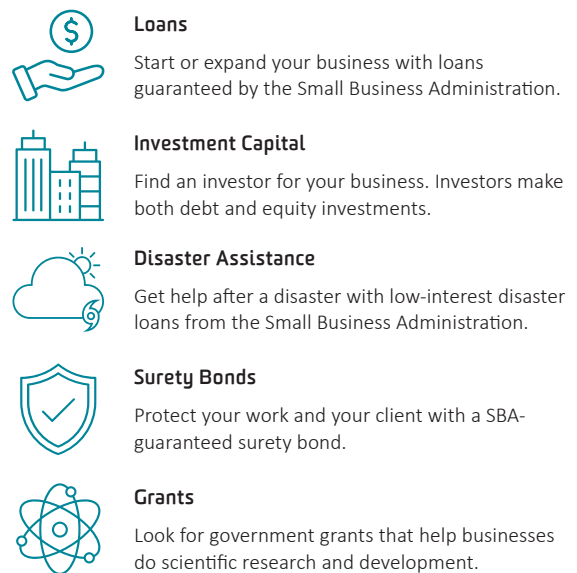 $
Loans
Start or expand your business with loans
guaranteed by the Small Business Administration.
Investment Capital
Find an investor for your business. Investors make
both debt and equity investments.
Disaster Assistance
Get help after a disaster with low-interest disaster
loans from the Small Business Administration.
Surety Bonds
Protect your work and your client with a SBA-
guaranteed surety bond.
Grants
Look for government grants that help businesses
do scientific research and development.